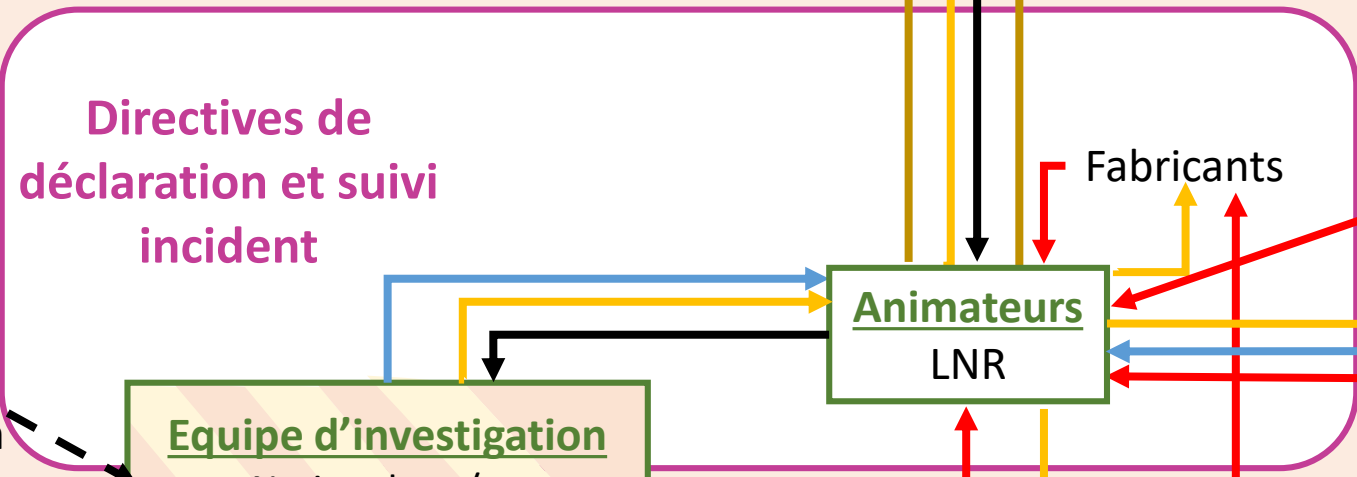 Directives de
déclaration et suivi
incident
Fabricants
Animateurs
LNR
Equipe d'investigation